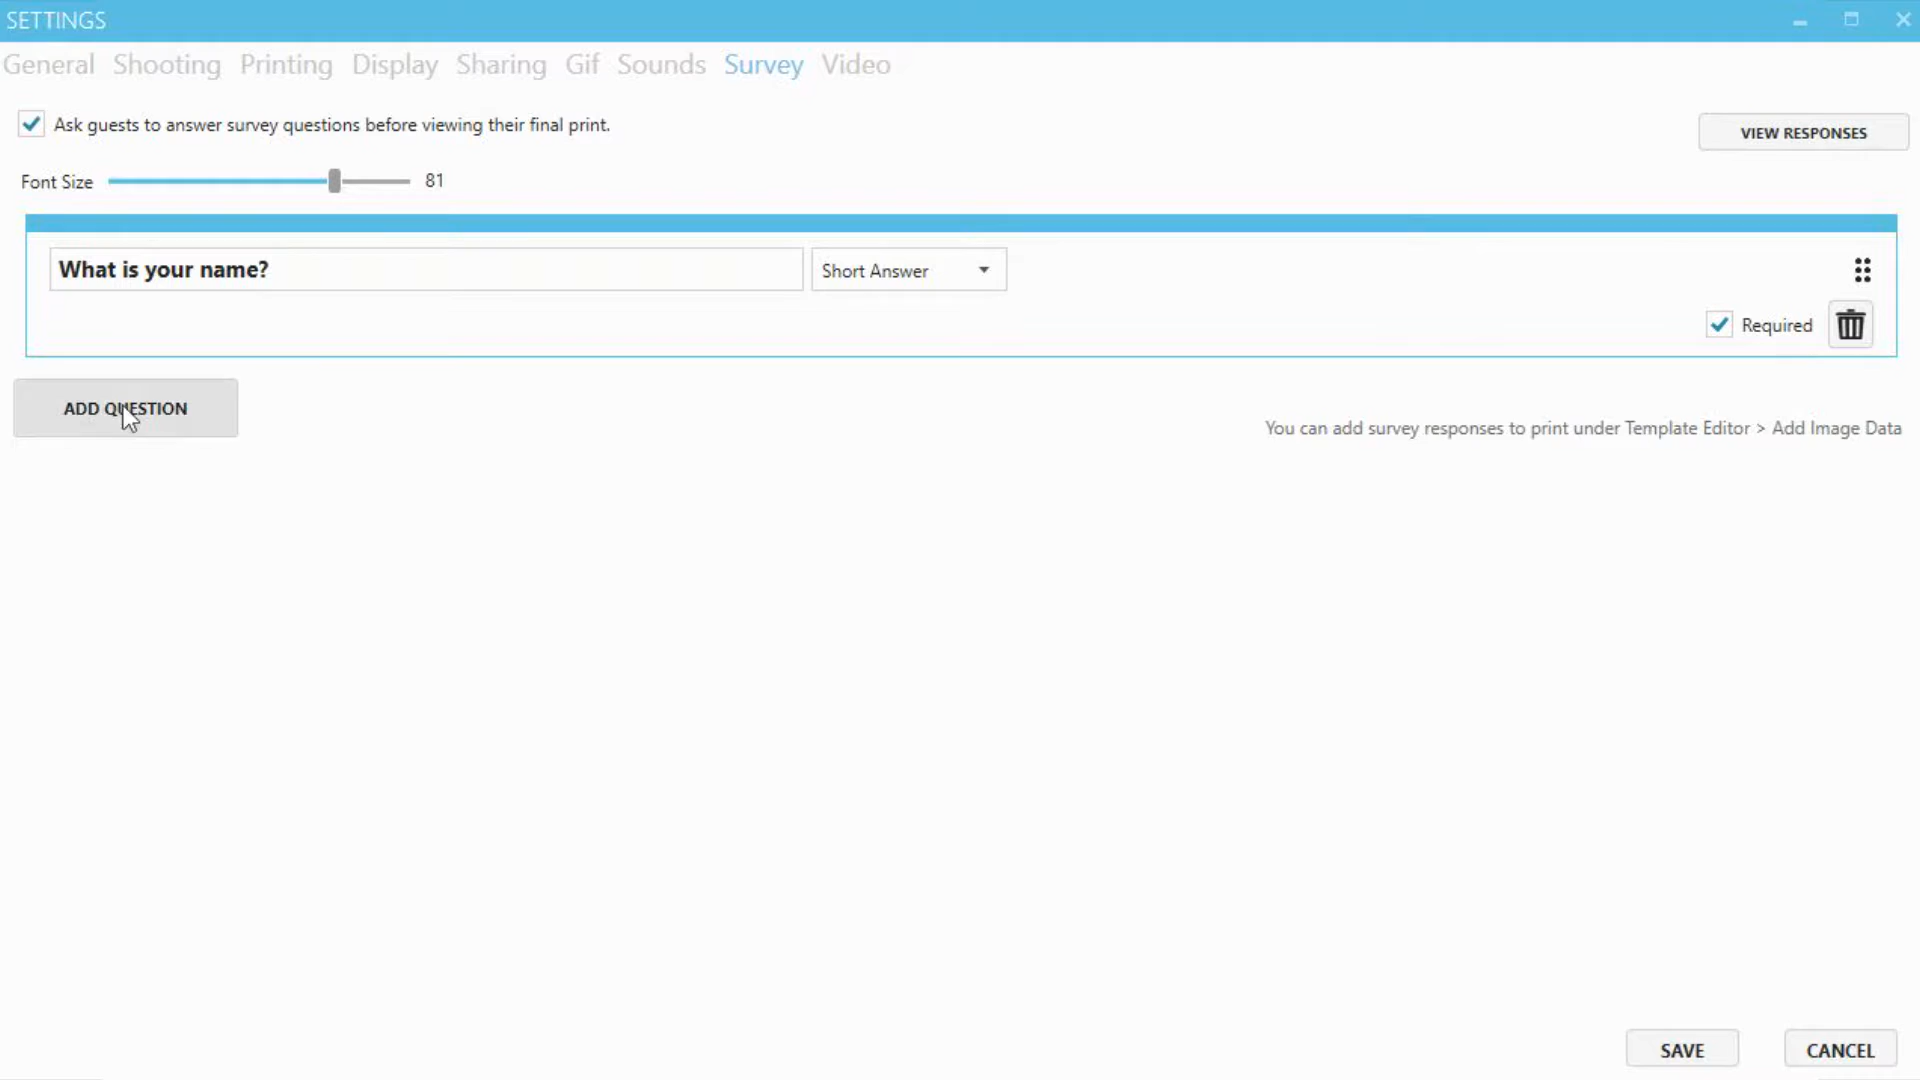 SETTINGS
General Shooting Printing Display Sharing Gif Sounds Survey Video
Ask guests to answer survey questions before viewing their final print.
VIEW RESPONSES
Font Size 81
What is your name? Short Answer
Required
ADD QUESTION
You can add survey responses to print under Template Editor > Add Image Data
SAVE CANCEL